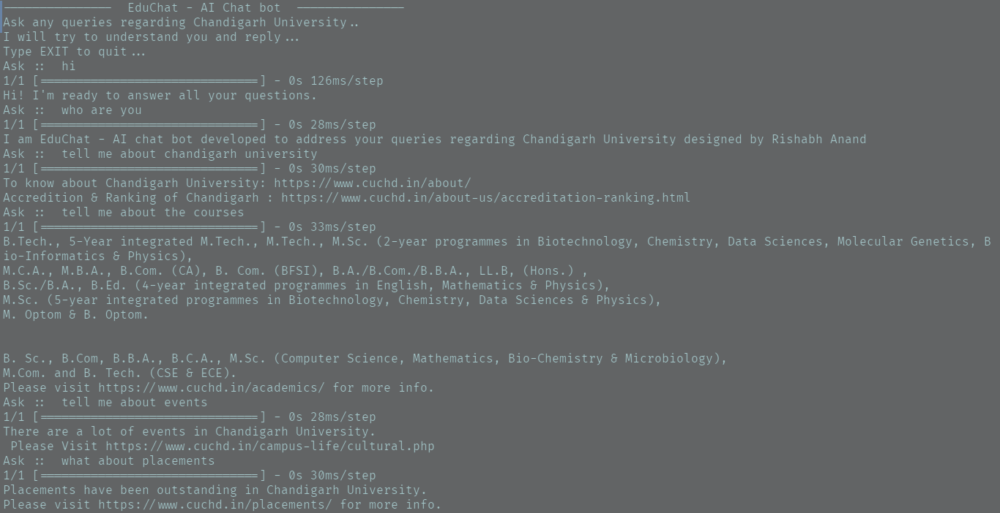 ─────────────── EduChat - AI Chat bot ───────────────
Ask any queries regarding Chandigarh University..
I will try to understand you and reply...
Type EXIT to quit...
Ask ::  hi
1/1 [==============================] - 0s 126ms/step
Hi! I'm ready to answer all your questions.
Ask ::  who are you
1/1 [==============================] - 0s 28ms/step
I am EduChat - AI chat bot developed to address your queries regarding Chandigarh University designed by Rishabh Anand
Ask ::  tell me about chandigarh university
1/1 [==============================] - 0s 30ms/step
To know about Chandigarh University: https://www.cuchd.in/about/
Accredition & Ranking of Chandigarh : https://www.cuchd.in/about-us/accreditation-ranking.html
Ask ::  tell me about the courses
1/1 [==============================] - 0s 33ms/step
B.Tech., 5-Year integrated M.Tech., M.Tech., M.Sc. (2-year programmes in Biotechnology, Chemistry, Data Sciences, Molecular Genetics, B
io-Informatics & Physics),
M.C.A., M.B.A., B.Com. (CA), B. Com. (BFSI), B.A./B.Com./B.B.A., LL.B, (Hons.) ,
B.Sc./B.A., B.Ed. (4-year integrated programmes in English, Mathematics & Physics),
M.Sc. (5-year integrated programmes in Biotechnology, Chemistry, Data Sciences & Physics),
M. Optom & B. Optom.
B. Sc., B.Com, B.B.A., B.C.A., M.Sc. (Computer Science, Mathematics, Bio-Chemistry & Microbiology),
M.Com. and B. Tech. (CSE & ECE).
Please visit https://www.cuchd.in/academics/ for more info.
Ask ::  tell me about events
1/1 [==============================] - 0s 28ms/step
There are a lot of events in Chandigarh University.
Please Visit https://www.cuchd.in/campus-life/cultural.php
Ask ::  what about placements
1/1 [==============================] - 0s 30ms/step
Placements have been outstanding in Chandigarh University.
Please visit https://www.cuchd.in/placements/ for more info.